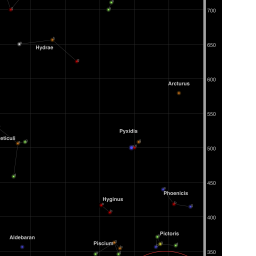 700
Hydrae
650
Arcturus
600
550
Pyxidis
eticuli
500
450
Phoenicis
Hyginus
400
Pictoris
Aldebaran
Piscium
350